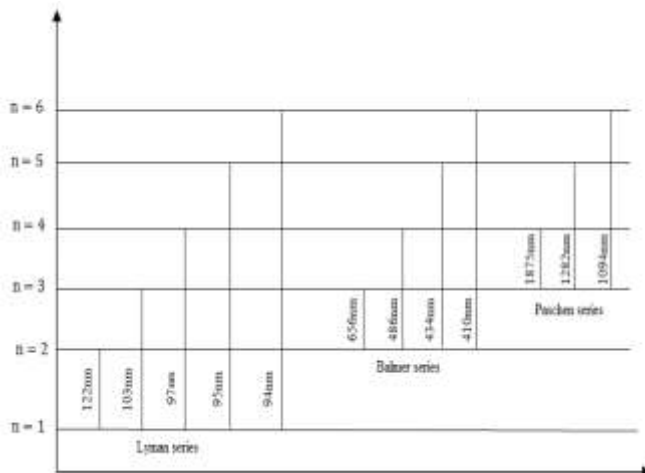 n = 6
n = 5
n = 4
n = 3
n = 2
n = 1
122nm
103nm
97nm
95nm
94nm
Lyman series
656nm
486nm
434nm
410nm
Balmer series
1875nm
1282nm
1094nm
Paschen series